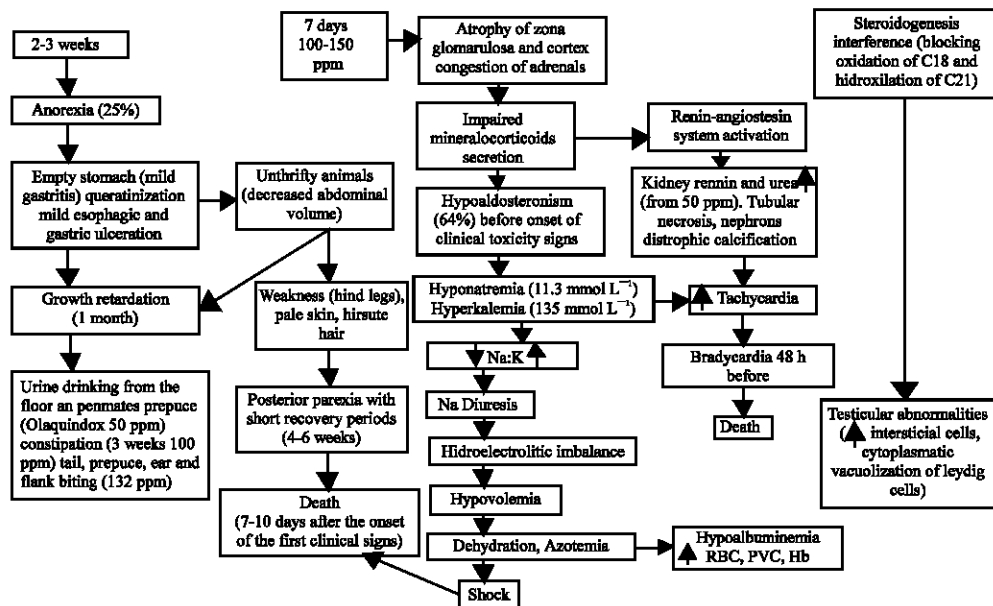 2-3 weeks
Anorexia (25%)
Empty stomach (mild
gastritis) queratinization
mild esophagic and
gastric ulceration
Growth retardation
(1 month)
Urine drinking from the
floor an penmates prepuce
(Olaquindox 50 ppm)
constipation (3 weeks 100
ppm) tail, prepuce, ear and
flank biting (132 ppm)
Unthrifty animals
(decreased abdominal
volume)
Weakness (hind legs),
pale skin, hirsute
hair
Posterior parexia with
short recovery periods
(4-6 weeks)
Death
(7-10 days after the onset
of the first clinical signs)
7 days
100-150
ppm
Atrophy of zona
glomarulosa and cortex
congestion of adrenals
Impaired
mineralocorticoids
secretion
Hypoaldosteronism
(64%) before onset of
clinical toxicity signs
Hyponatremia (11.3 mmol L⁻¹)
Hyperkalemia (135 mmol L⁻¹)
Na:K
Na Diuresis
Hidroelectrolitic imbalance
Hypovolemia
Dehydration, Azotemia
Shock
Renin-angiostesin
system activation
Kidney rennin and urea
(from 50 ppm). Tubular
necrosis, nephrons
distrophic calcification
Tachycardia
Bradycardia 48 h
before
Death
Hypoalbuminemia
RBC, PVC, Hb
Steroidogenesis
interference (blocking
oxidation of C18 and
hidroxilation of C21)
Testicular abnormalities
( intersticial cells,
cytoplasmatic
vacuolization of leydig
cells)